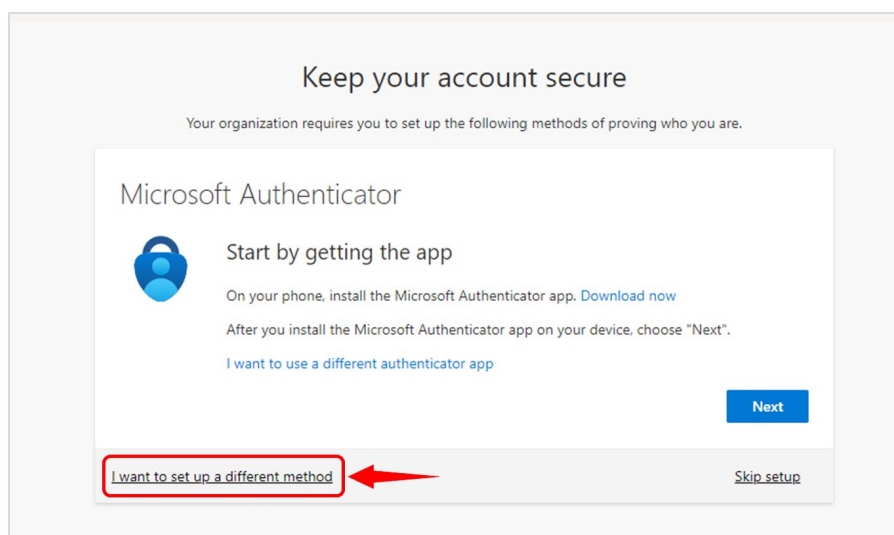 Keep your account secure
Your organization requires you to set up the following methods of proving who you are.
Microsoft Authenticator
Start by getting the app
On your phone, install the Microsoft Authenticator app. Download now
After you install the Microsoft Authenticator app on your device, choose "Next".
I want to use a different authenticator app
Next
I want to set up a different method
Skip setup